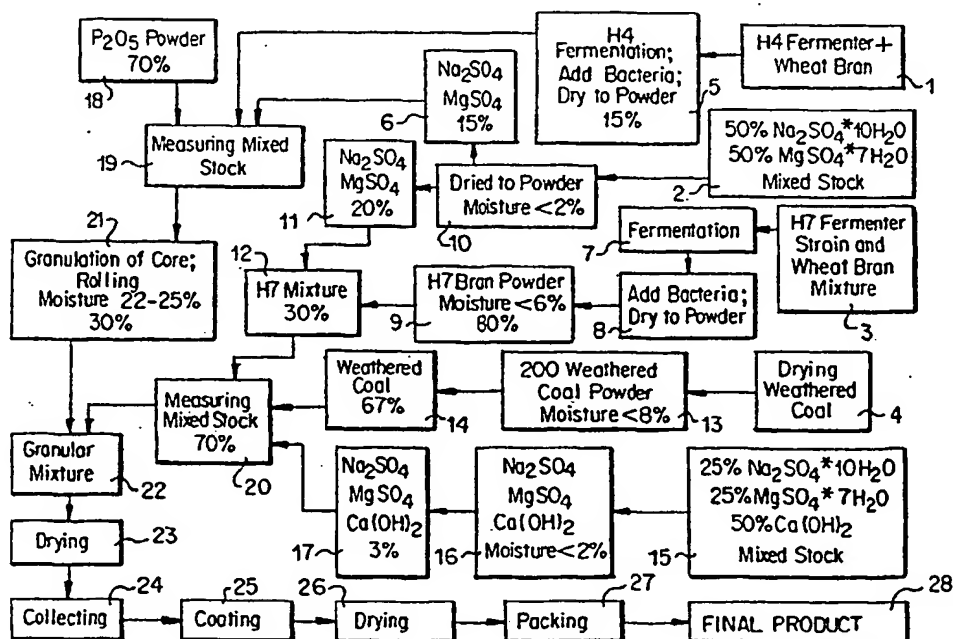 P2O5 Powder
70%
18
Na2SO4
MgSO4
15%
6
H4
Fermentation;
Add Bacteria;
Dry to Powder
15%
5
H4 Fermenter +
Wheat Bran
1
Measuring Mixed
Stock
19
Na2SO4
MgSO4
20%
11
Dried to Powder
Moisture <2%
10
50% Na2SO4*10H2O
50% MgSO4*7H2O
Mixed Stock
2
21
Granulation of Core;
Rolling
Moisture 22-25%
30%
12
H7 Mixture
30%
H7 Bran Powder
Moisture <6%
80%
9
7
Fermentation
Add Bacteria;
Dry to Powder
8
H7 Fermenter
Strain and
Wheat Bran
Mixture
3
Measuring
Mixed Stock
70%
20
Weathered
Coal
67%
14
200 Weathered
Coal Powder
Moisture <8%
13
Drying
Weathered
Coal
4
Granular
Mixture
22
Na2SO4
MgSO4
Ca(OH)2
3%
17
Na2SO4
MgSO4
Ca(OH)2
Moisture <2%
16
25% Na2SO4*10H2O
25% MgSO4*7H2O
50% Ca(OH)2
Mixed Stock
15
Drying
23
24
Collecting
25
Coating
26
Drying
27
Packing
28
FINAL PRODUCT